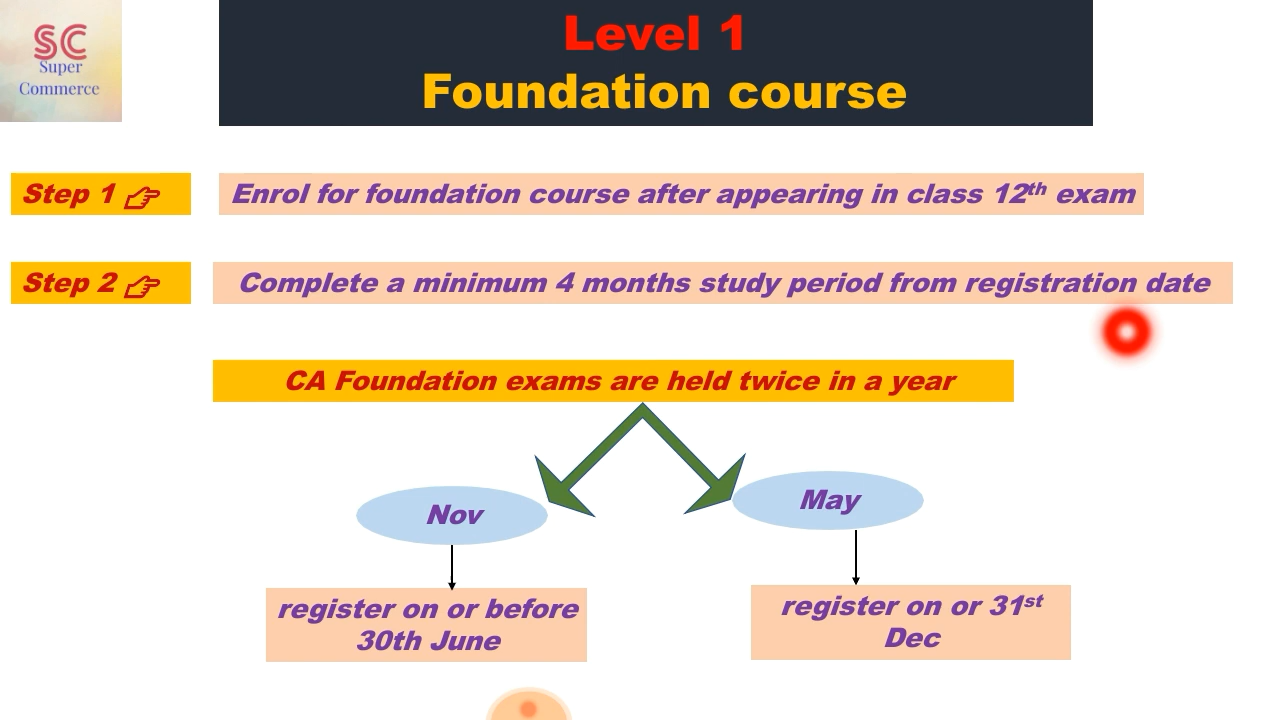 SC
Super
Commerce
Level 1
Foundation course
Step 1
Enrol for foundation course after appearing in class 12th exam
Step 2
Complete a minimum 4 months study period from registration date
CA Foundation exams are held twice in a year
Nov
May
register on or before
30th June
register on or 31st
Dec